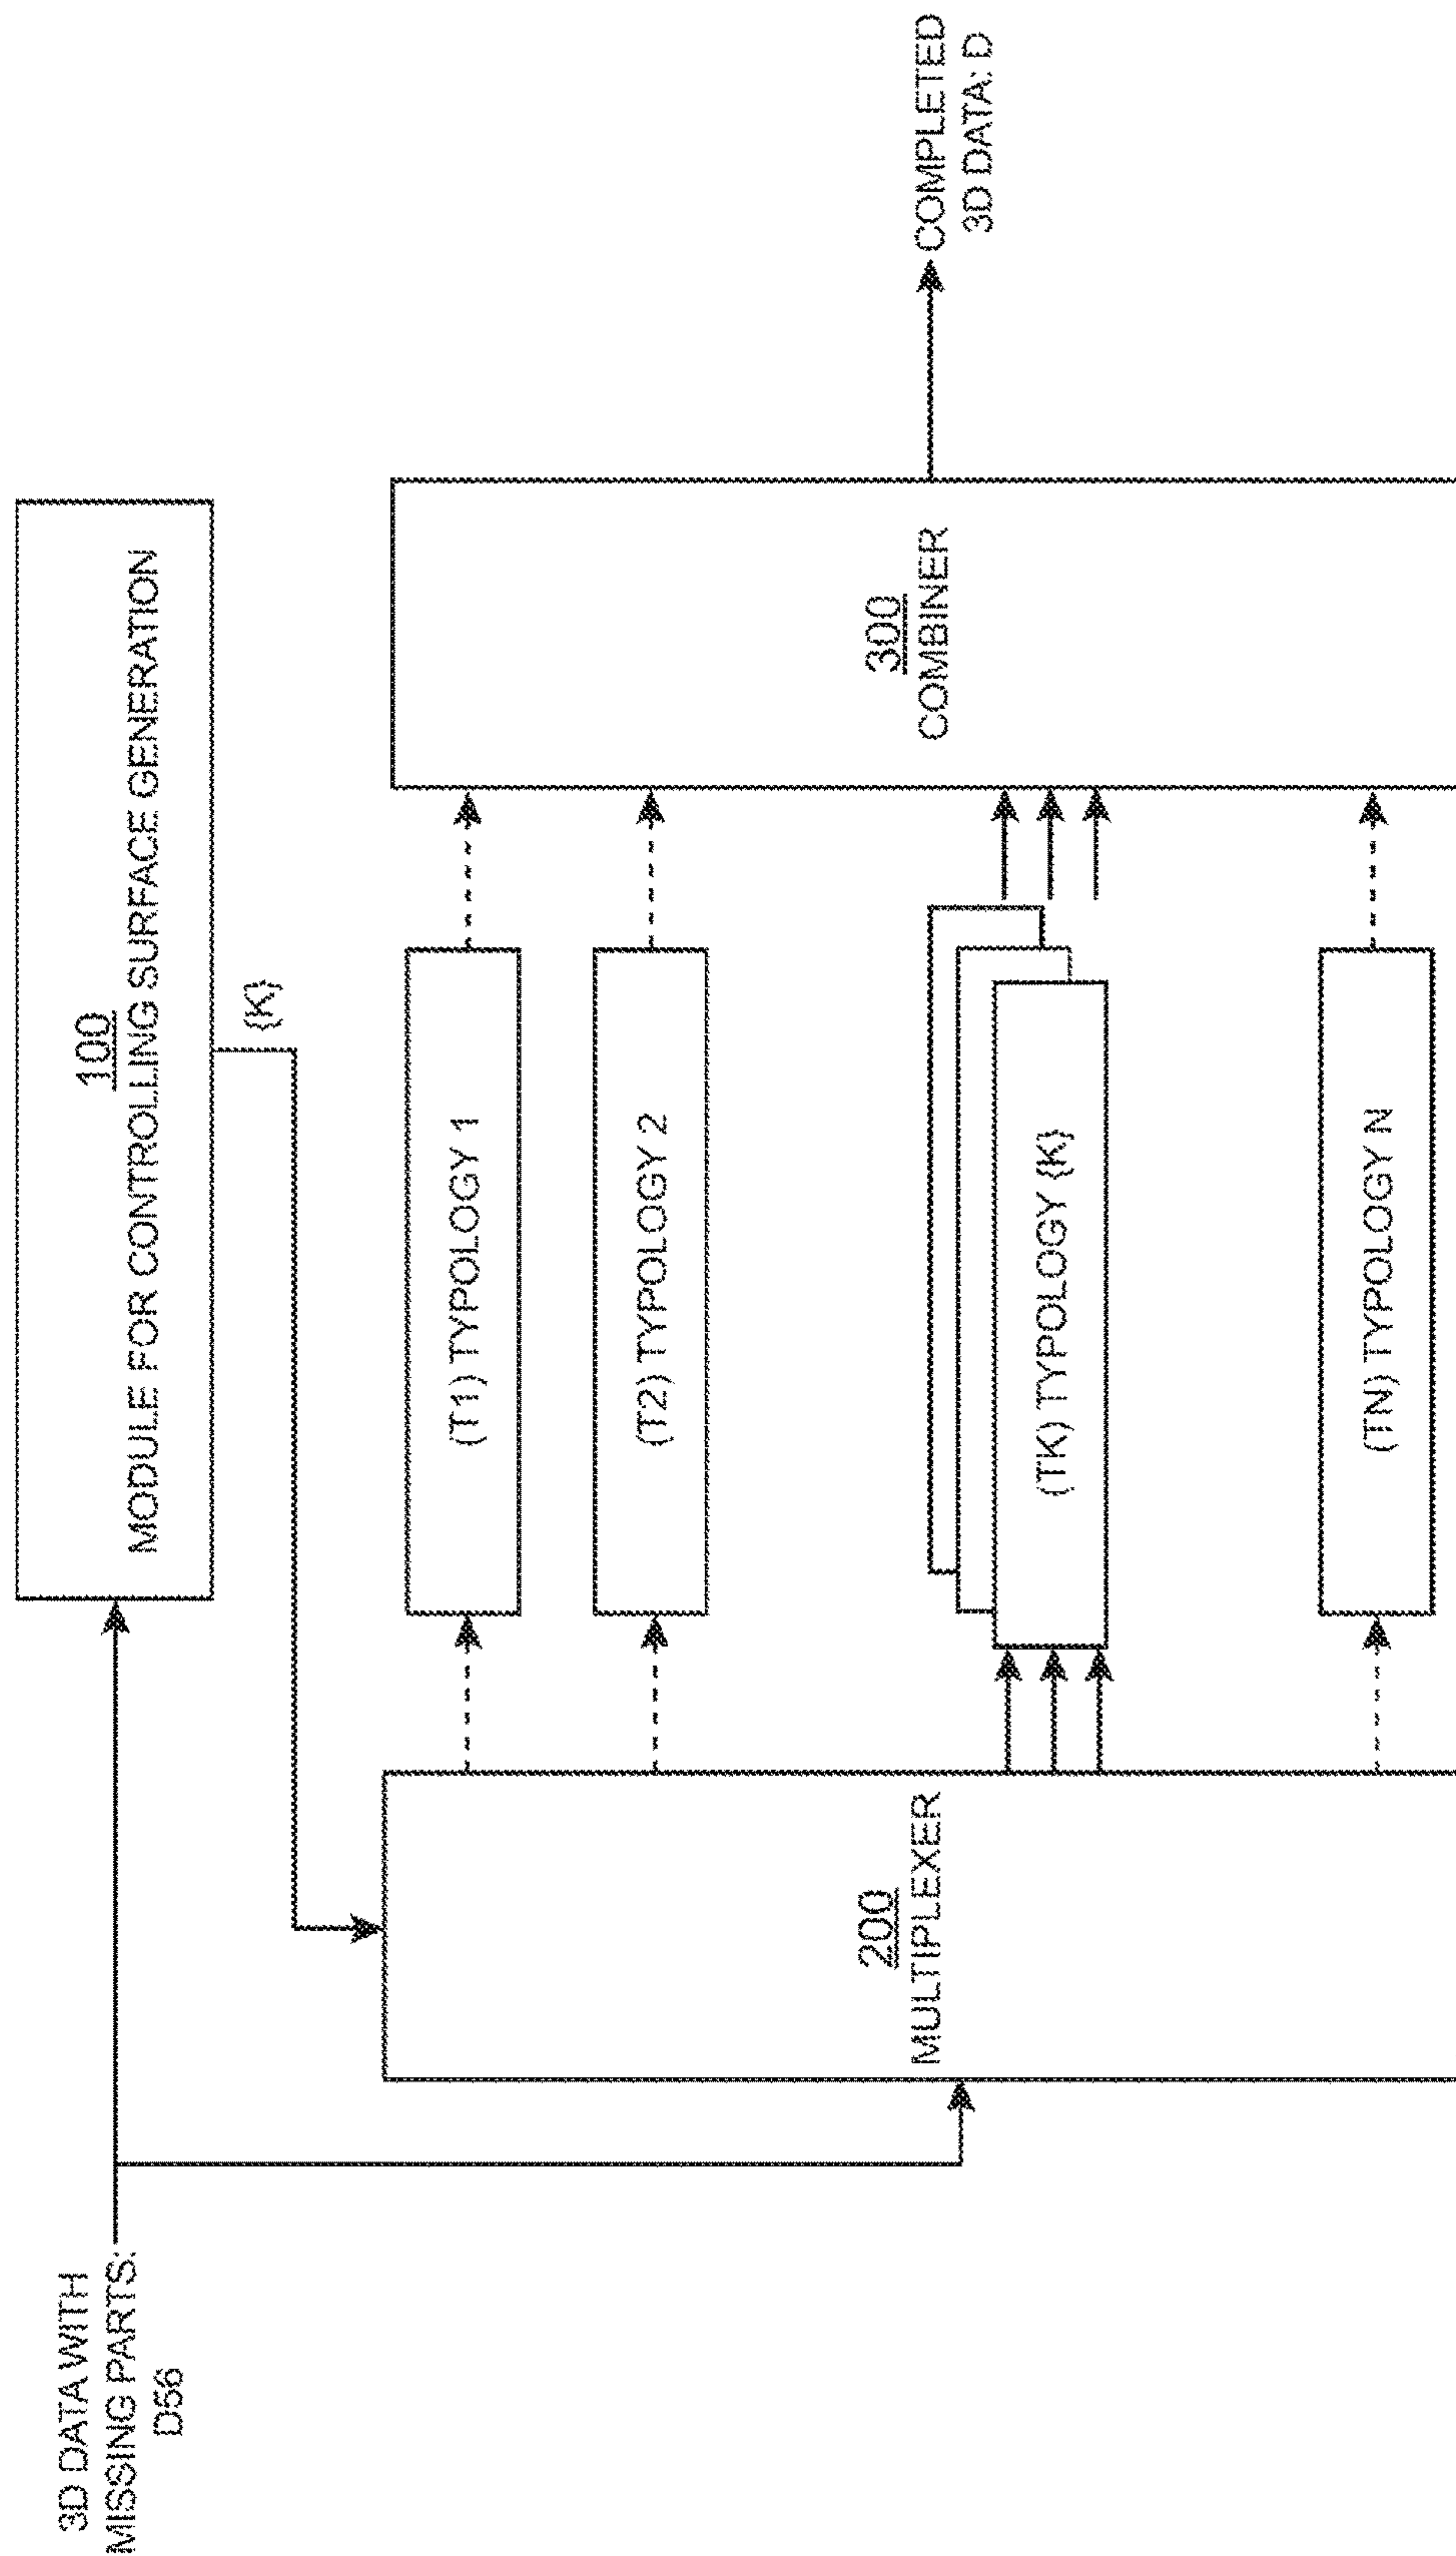 3D DATA WITH
MISSING PARTS:
D56
100
MODULE FOR CONTROLLING SURFACE GENERATION
{K}
200
MULTIPLEXER
(T1) TYPOLOGY 1
(T2) TYPOLOGY 2
(TK) TYPOLOGY {K}
(TN) TYPOLOGY N
300
COMBINER
COMPLETED
3D DATA: D